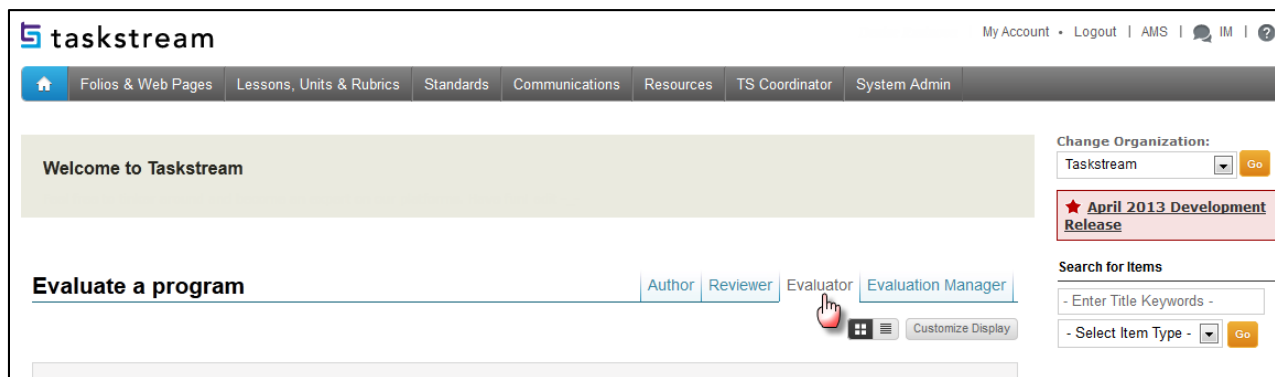 taskstream
My Account • Logout | AMS | IM | ?
Folios & Web Pages Lessons, Units & Rubrics Standards Communications Resources TS Coordinator System Admin
Welcome to Taskstream
Change Organization:
Taskstream Go
April 2013 Development
Release
Evaluate a program
Author Reviewer Evaluator Evaluation Manager
Customize Display
Search for Items
- Enter Title Keywords -
- Select Item Type - Go